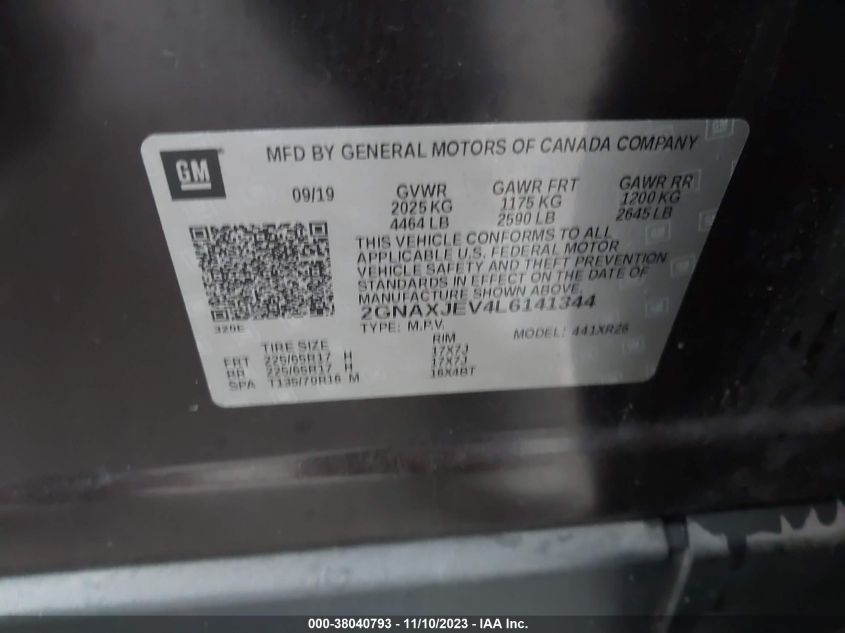 GM
MFD BY GENERAL MOTORS OF CANADA COMPANY
09/19 GVWR GAWR FRT GAWR RR
2025 KG 1175 KG 1200 KG
4464 LB 2590 LB 2645 LB
THIS VEHICLE CONFORMS TO ALL
APPLICABLE U.S. FEDERAL MOTOR
VEHICLE SAFETY AND THEFT PREVENTION
STANDARDS IN EFFECT ON THE DATE OF
MANUFACTURE SHOWN ABOVE.
2GNAXJEV4L6141344
TYPE: M.P.V. MODEL: 441XR26
TIRE SIZE RIM
FRT 225/65R17 H 17X7J
RR 225/65R17 H 17X7J
SPA T135/70R16 M 16X4BT
000-38040793 - 11/10/2023 - IAA Inc.